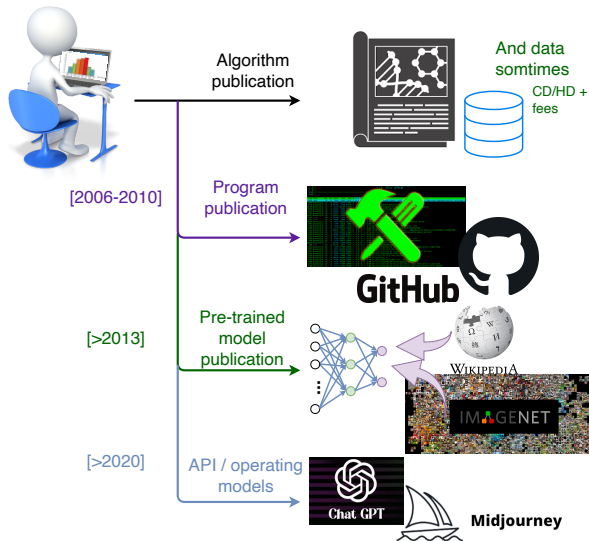 Algorithm
publication
And data
somtimes
CD/HD +
fees
[2006-2010]
Program
publication
GitHub
[>2013]
Pre-trained
model
publication
WIKIPEDIA
IMAGENET
[>2020]
API / operating
models
Chat GPT
Midjourney